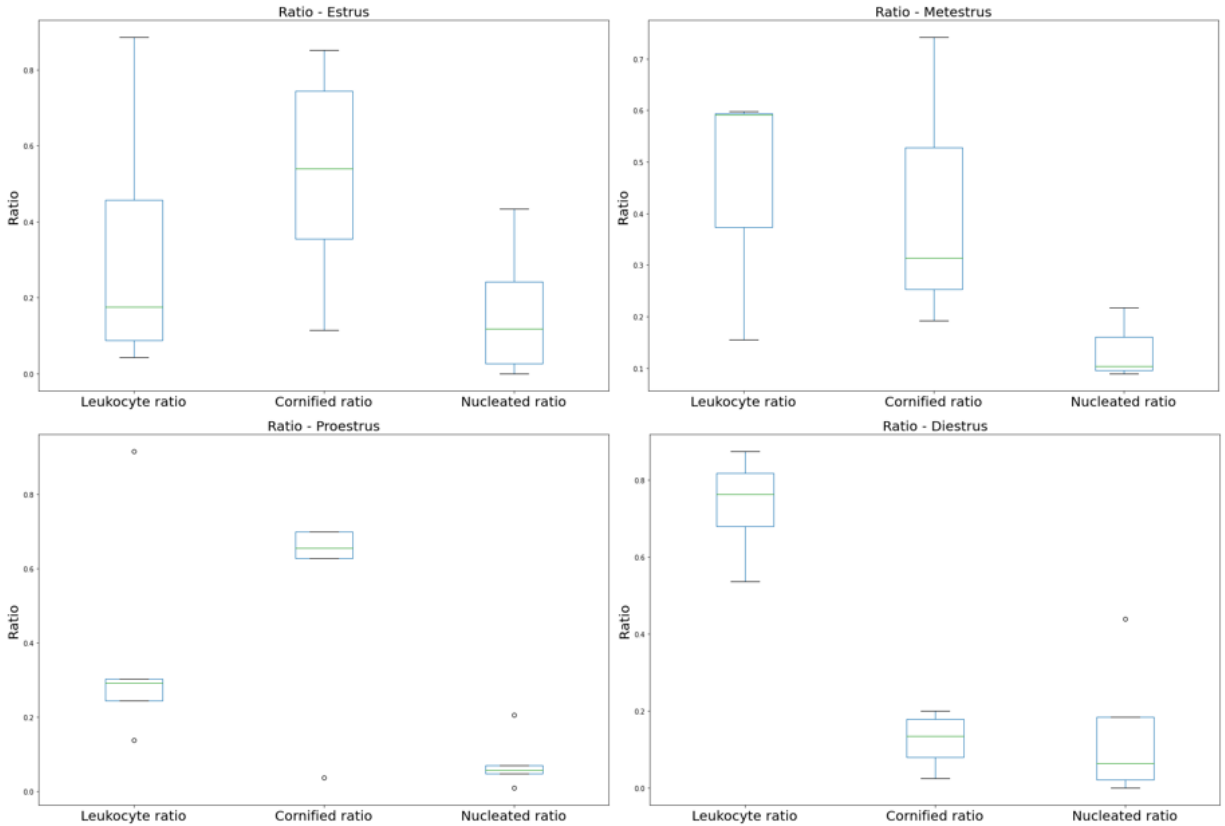 Ratio - Estrus
Ratio
0.8
0.6
0.4
0.2
0.0
Leukocyte ratio Cornified ratio Nucleated ratio
Ratio - Metestrus
Ratio
0.7
0.6
0.5
0.4
0.3
0.2
0.1
Leukocyte ratio Cornified ratio Nucleated ratio
Ratio - Proestrus
Ratio
0.8
0.6
0.4
0.2
0.0
Leukocyte ratio Cornified ratio Nucleated ratio
Ratio - Diestrus
Ratio
0.8
0.6
0.4
0.2
0.0
Leukocyte ratio Cornified ratio Nucleated ratio